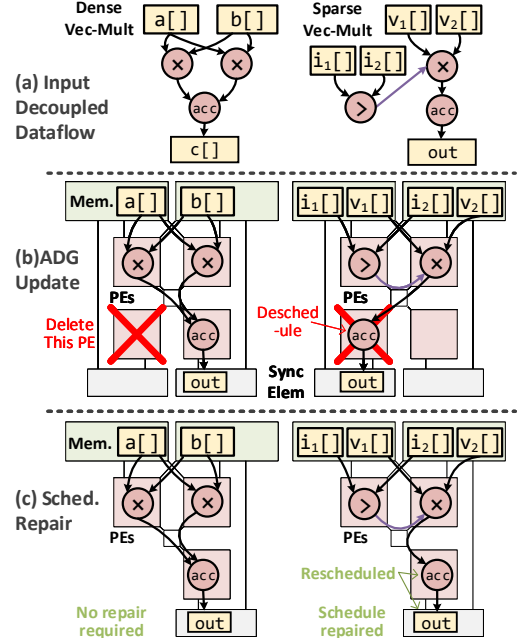 Dense
Vec-Mult
a[]
b[]
Sparse
Vec-Mult
v₁[]
v₂[]
i₁[]
i₂[]
×
×
×
>
acc
acc
c[]
out
(a) Input
Decoupled
Dataflow
Mem.
a[]
b[]
i₁[]
v₁[]
i₂[]
v₂[]
(b)ADG
Update
×
×
>
×
PEs
PEs
Delete
This PE
acc
Desched
-ule
acc
Sync
Elem
out
out
Mem.
a[]
b[]
i₁[]
v₁[]
i₂[]
v₂[]
(c) Sched.
Repair
×
×
>
×
PEs
PEs
acc
Rescheduled
acc
No repair
required
out
Schedule
repaired
out